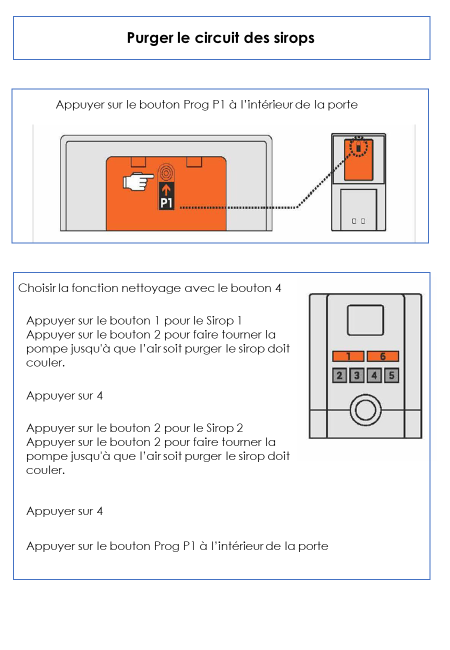 Purger le circuit des sirops
Appuyer sur le bouton Prog P1 à l'intérieur de la porte
P1
Choisir la fonction nettoyage avec le bouton 4
Appuyer sur le bouton 1 pour le Sirop 1
Appuyer sur le bouton 2 pour faire tourner la
pompe jusqu'à que l'air soit purger le sirop doit
couler.
Appuyer sur 4
Appuyer sur le bouton 2 pour le Sirop 2
Appuyer sur le bouton 2 pour faire tourner la
pompe jusqu'à que l'air soit purger le sirop doit
couler.
Appuyer sur 4
Appuyer sur le bouton Prog P1 à l'intérieur de la porte
1 6
2 3 4 5